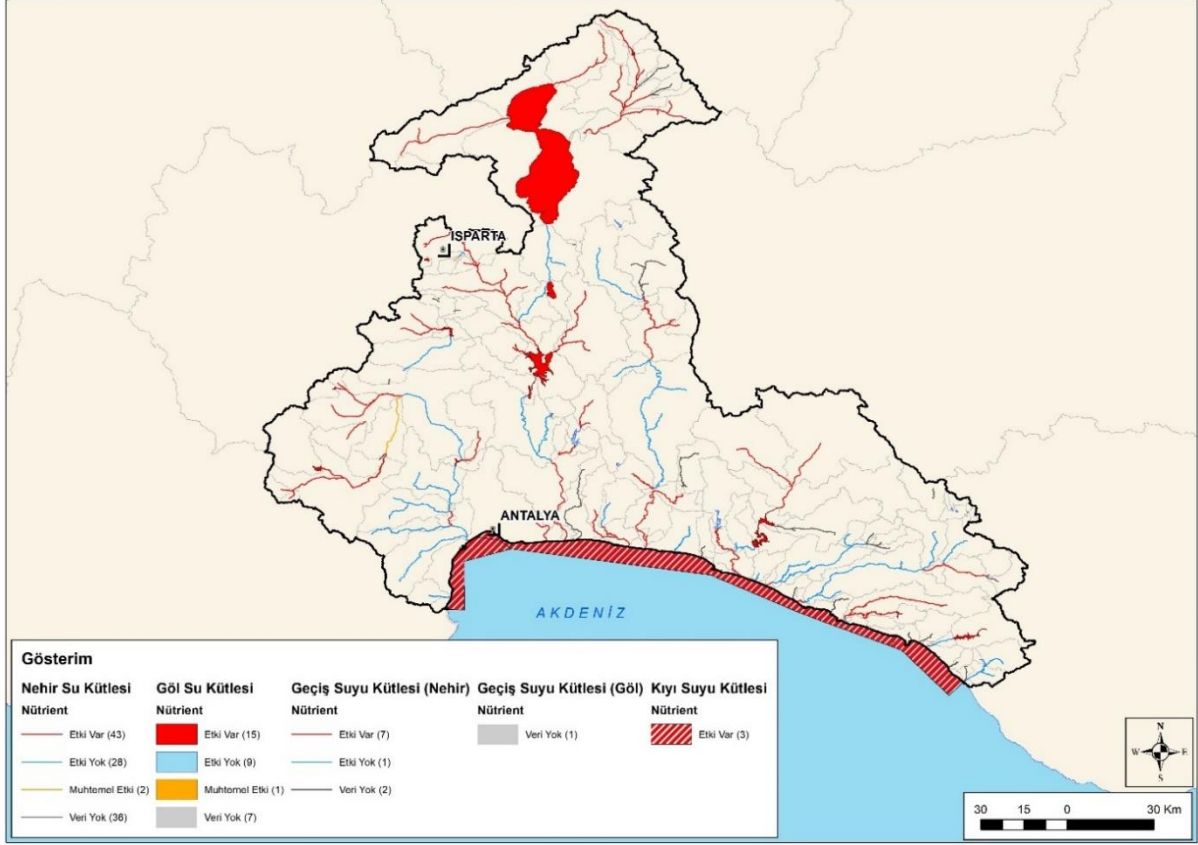 ISPARTA
ANTALYA
AKDENİZ
Gösterim
Nehir Su Kütlesi
Nütrient
Etki Var (43)
Etki Yok (28)
Muhtemel Etki (2)
Veri Yok (36)
Göl Su Kütlesi
Nütrient
Etki Var (15)
Etki Yok (9)
Muhtemel Etki (1)
Veri Yok (7)
Geçiş Suyu Kütlesi (Nehir)
Nütrient
Etki Var (7)
Etki Yok (1)
Veri Yok (2)
Geçiş Suyu Kütlesi (Göl)
Nütrient
Veri Yok (1)
Kıyı Suyu Kütlesi
Nütrient
Etki Var (3)
N
W E
S
30 15 0 30 Km